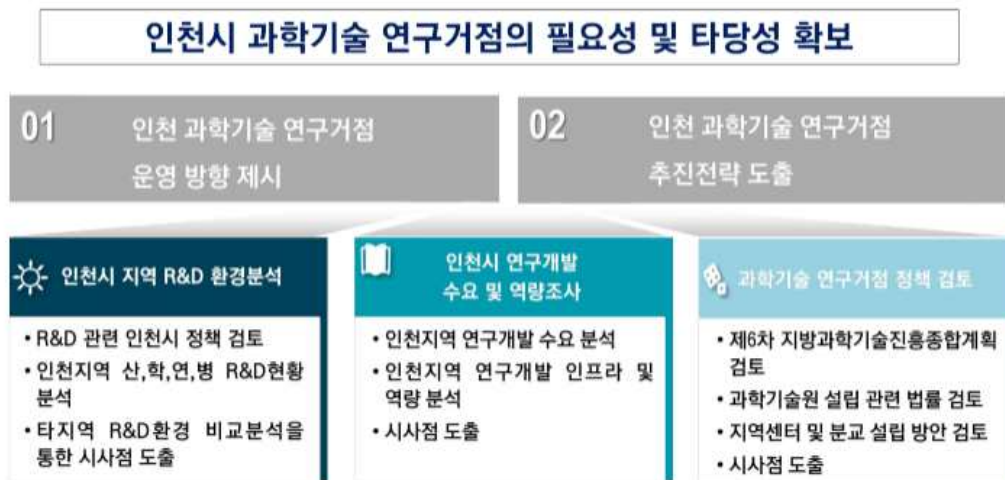 인천시 과학기술 연구거점의 필요성 및 타당성 확보
01
인천 과학기술 연구거점
운영 방향 제시
02
인천 과학기술 연구거점
추진전략 도출
인천시 지역 R&D 환경분석
• R&D 관련 인천시 정책 검토
• 인천지역 산,학,연,병 R&D현황
분석
• 타지역 R&D환경 비교분석을
통한 시사점 도출
인천시 연구개발
수요 및 역량조사
• 인천지역 연구개발 수요 분석
• 인천지역 연구개발 인프라 및
역량 분석
• 시사점 도출
과학기술 연구거점 정책 검토
• 제6차 지방과학기술진흥종합계획
검토
• 과학기술원 설립 관련 법률 검토
• 지역센터 및 분교 설립 방안 검토
• 시사점 도출